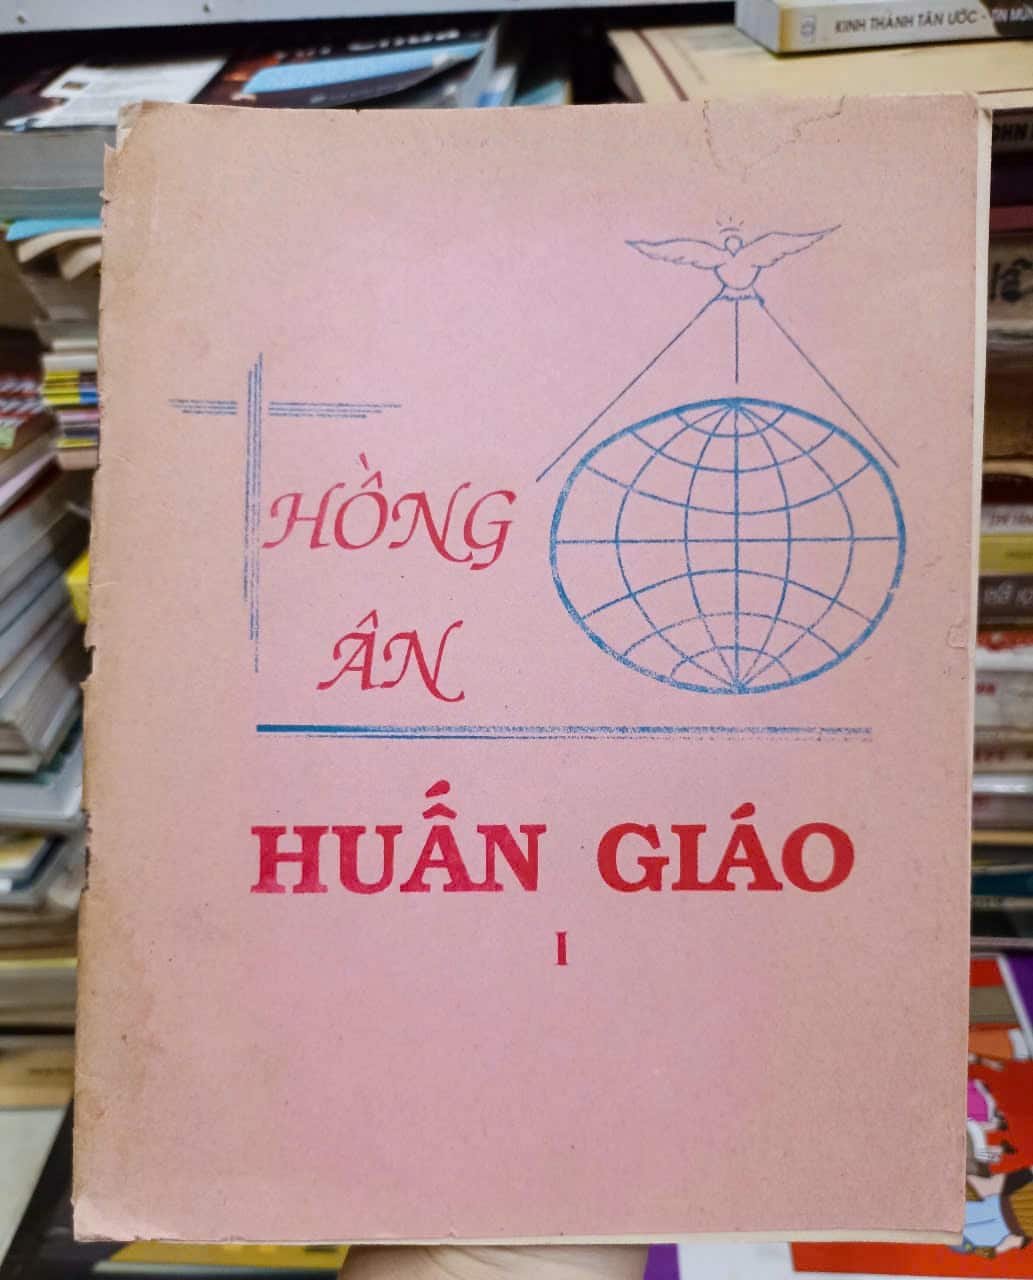 KINH THÁNH TÂN ƯỚC -
HỒNG
ÂN
HUẤN GIÁO
I